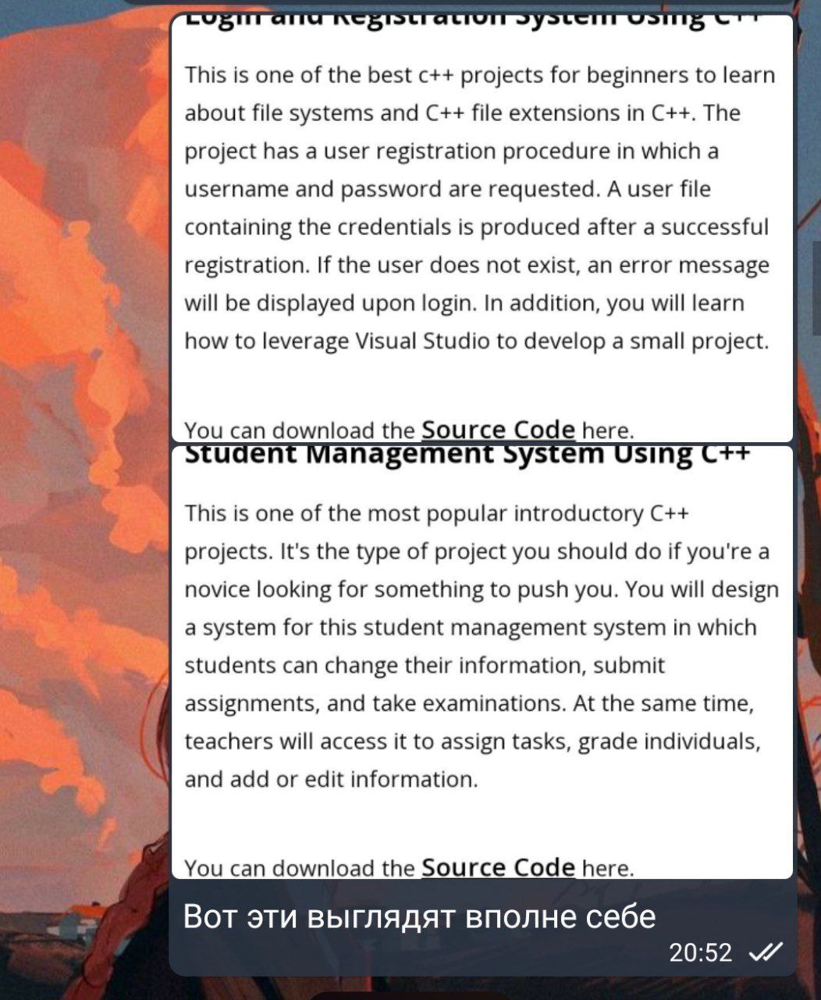 Login and Registration System Using C++
This is one of the best c++ projects for beginners to learn
about file systems and C++ file extensions in C++. The
project has a user registration procedure in which a
username and password are requested. A user file
containing the credentials is produced after a successful
registration. If the user does not exist, an error message
will be displayed upon login. In addition, you will learn
how to leverage Visual Studio to develop a small project.
You can download the Source Code here.
Student Management System Using C++
This is one of the most popular introductory C++
projects. It's the type of project you should do if you're a
novice looking for something to push you. You will design
a system for this student management system in which
students can change their information, submit
assignments, and take examinations. At the same time,
teachers will access it to assign tasks, grade individuals,
and add or edit information.
You can download the Source Code here.
Вот эти выглядят вполне себе
20:52